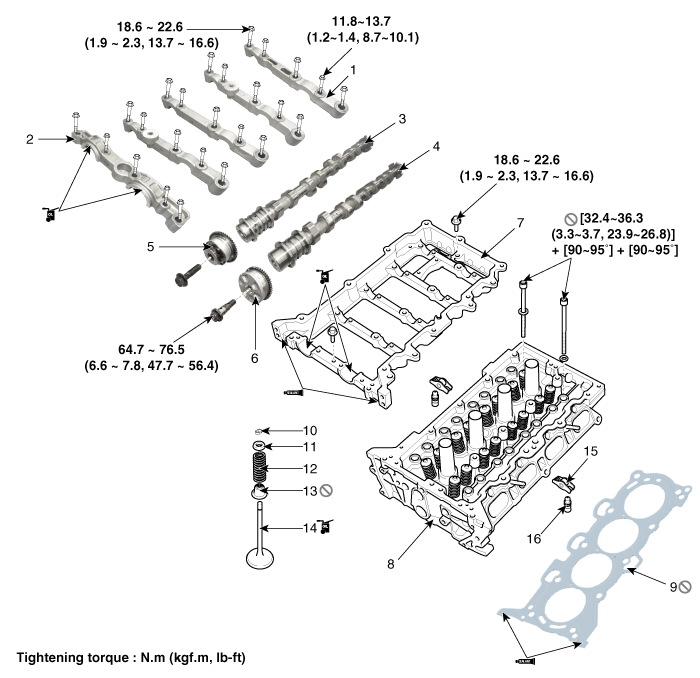 18.6 ~ 22.6
(1.9 ~ 2.3, 13.7 ~ 16.6)
11.8~13.7
(1.2~1.4, 8.7~10.1)
1
2
3
4
18.6 ~ 22.6
(1.9 ~ 2.3, 13.7 ~ 16.6)
7
[32.4~36.3
(3.3~3.7, 23.9~26.8)]
+ [90~95°] + [90~95°]
5
6
64.7 ~ 76.5
(6.6 ~ 7.8, 47.7 ~ 56.4)
10
11
12
13
14
15
16
8
9
Tightening torque : N.m (kgf.m, lb-ft)